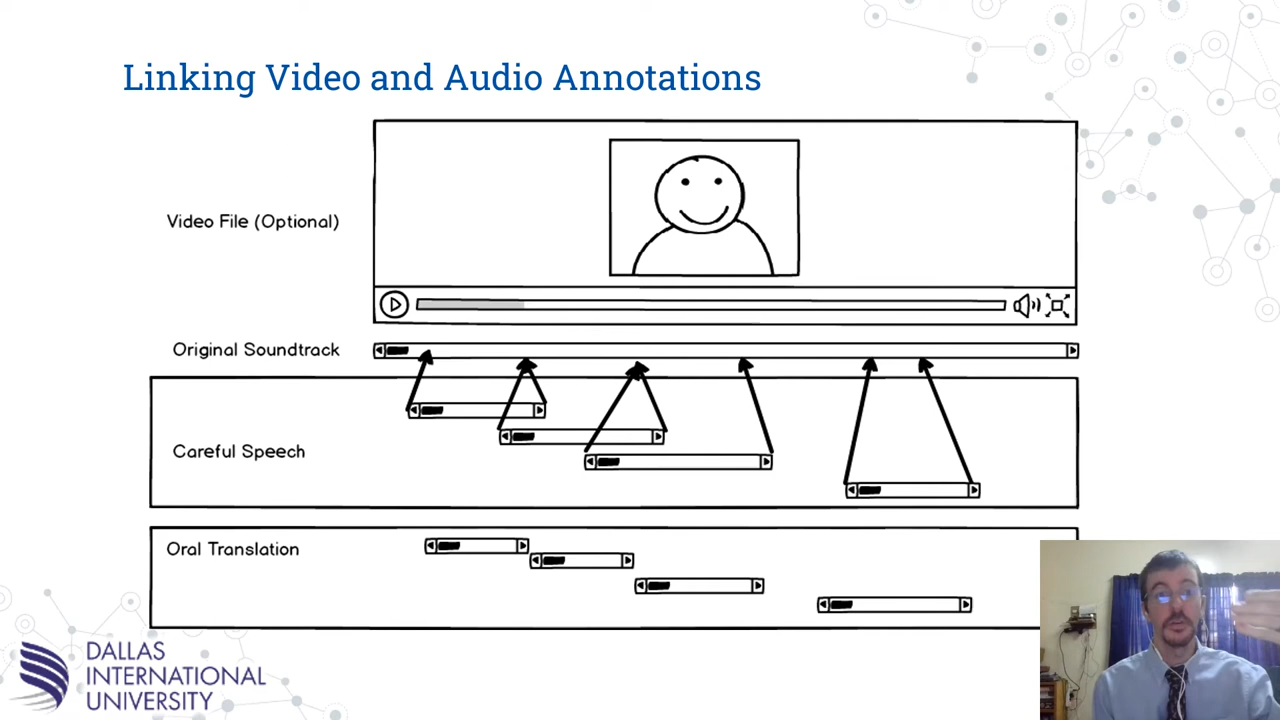 Linking Video and Audio Annotations
Video File (Optional)
Original Soundtrack
Careful Speech
Oral Translation
DALLAS
INTERNATIONAL
UNIVERSITY